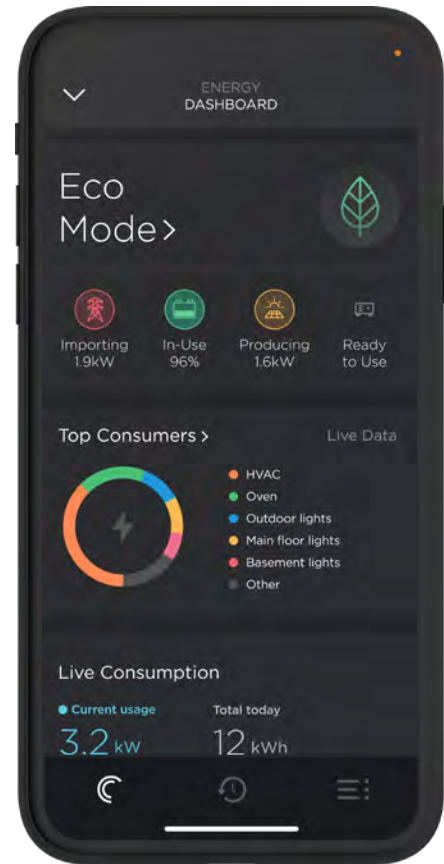 ENERGY
DASHBOARD
Eco
Mode >
Importing
1.9kW
In-Use
96%
Producing
1.6kW
Ready
to Use
Top Consumers >
Live Data
HVAC
Oven
Outdoor lights
Main floor lights
Basement lights
Other
Live Consumption
Current usage
Total today
3.2 kW
12 kWh